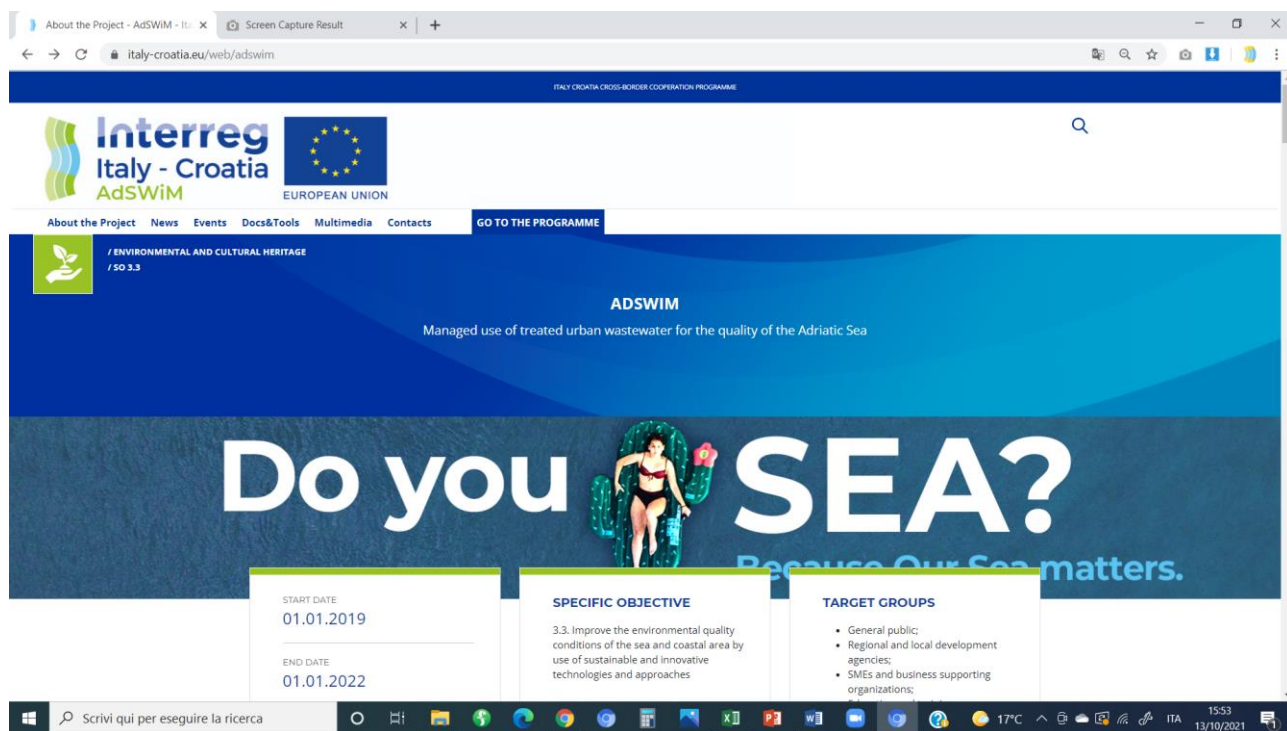 About the Project - AdSWiM - Ita
Screen Capture Result
italy-croatia.eu/web/adswim
ITALY CROATIA CROSS-BORDER COOPERATION PROGRAMME
Interreg
Italy - Croatia
AdSWiM
EUROPEAN UNION
About the Project News Events Docs&Tools Multimedia Contacts GO TO THE PROGRAMME
/ ENVIRONMENTAL AND CULTURAL HERITAGE
/ SO 3.3
ADSWIM
Managed use of treated urban wastewater for the quality of the Adriatic Sea
Do you SEA?
Because Our Sea matters.
START DATE
01.01.2019
END DATE
01.01.2022
SPECIFIC OBJECTIVE
3.3. Improve the environmental quality
conditions of the sea and coastal area by
use of sustainable and innovative
technologies and approaches
TARGET GROUPS
General public;
Regional and local development
agencies;
SMEs and business supporting
organizations;
Scrivi qui per eseguire la ricerca
17°C
ITA
15:53
13/10/2021